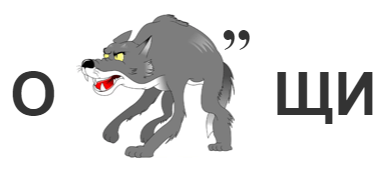 О ,, ЩИ